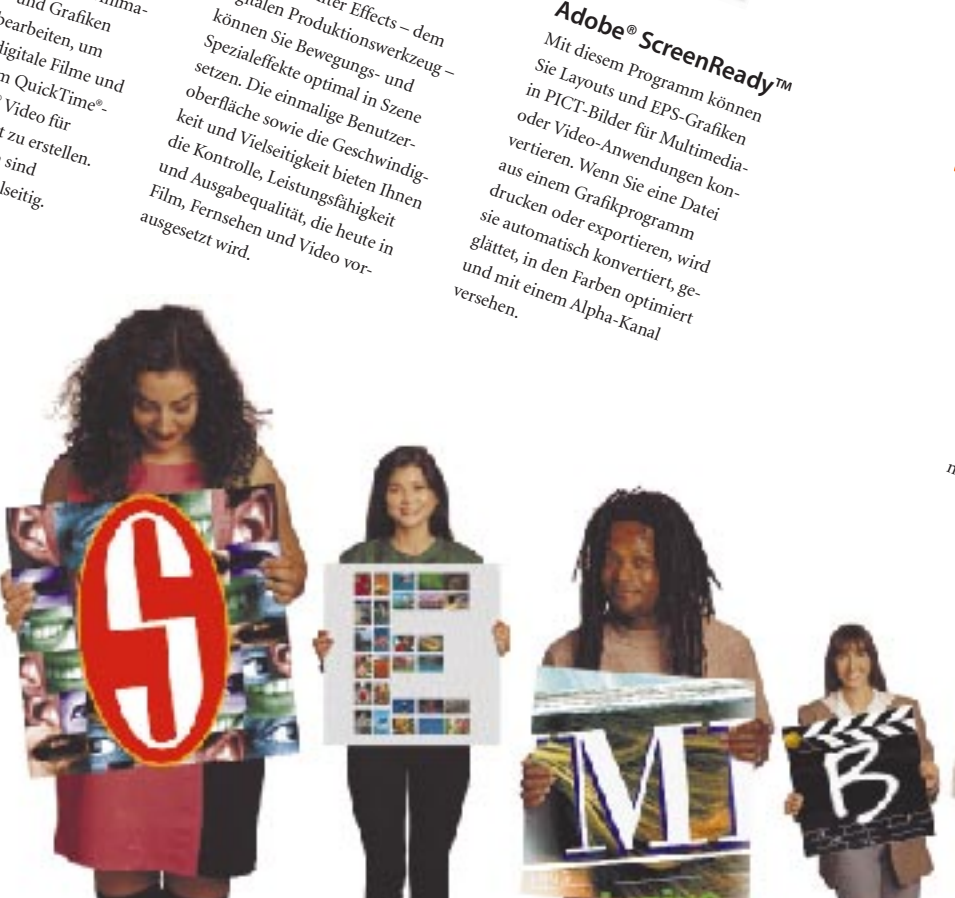 und Grafiken
bearbeiten, um
digitale Filme und
QuickTime®-
Video für
zu erstellen.
sind
After Effects – dem
Produktionswerkzeug –
können Sie Bewegungs- und
Spezialeffekte optimal in Szene
setzen. Die einmalige Benutzer-
oberfläche sowie die Geschwindig-
keit und Vielseitigkeit bieten Ihnen
die Kontrolle, Leistungsfähigkeit
und Ausgabequalität, die heute in
Film, Fernsehen und Video vor-
ausgesetzt wird.
Adobe® ScreenReady™
Mit diesem Programm können
Sie Layouts und EPS-Grafiken
in PICT-Bilder für Multimedia-
oder Video-Anwendungen kon-
vertieren. Wenn Sie eine Datei
aus einem Grafikprogramm
drucken oder exportieren, wird
sie automatisch konvertiert, ge-
glättet, in den Farben optimiert
und mit einem Alpha-Kanal
versehen.
S
E
M
B